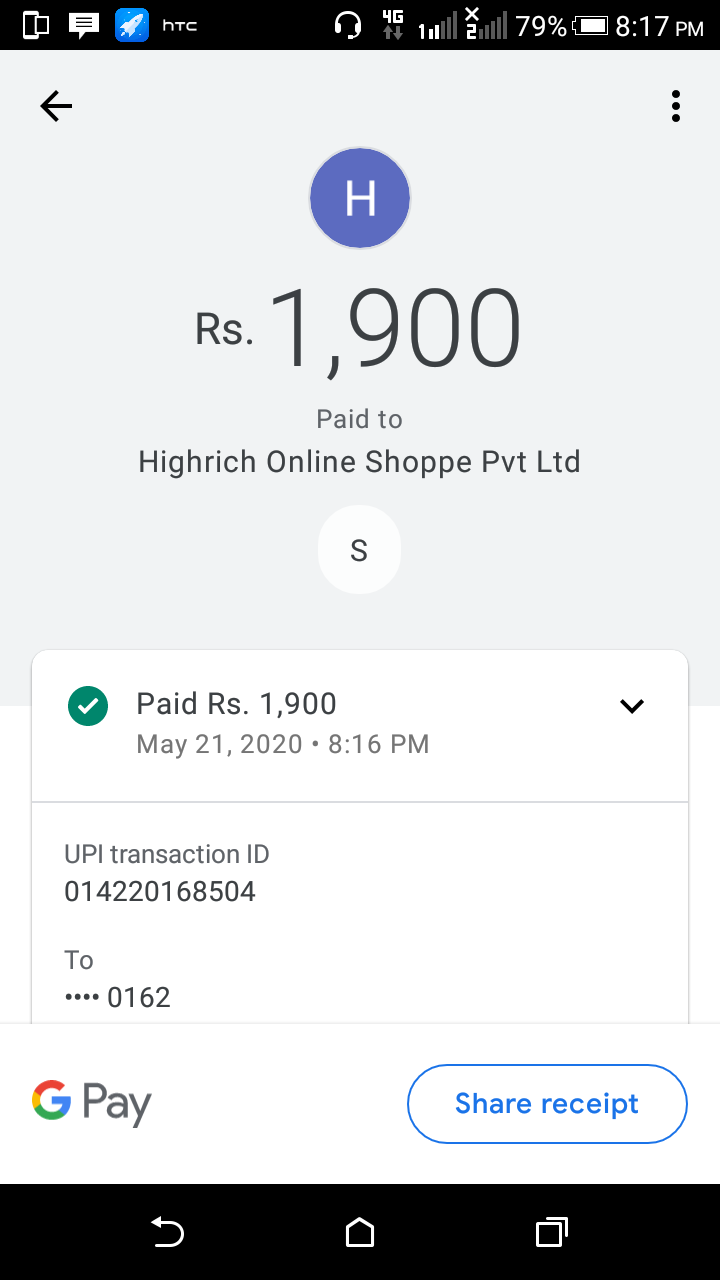 hTC 4G 1 2 79% 8:17 PM
H
Rs. 1,900
Paid to
Highrich Online Shoppe Pvt Ltd
S
Paid Rs. 1,900
May 21, 2020 • 8:16 PM
UPI transaction ID
014220168504
To
•••• 0162
G Pay
Share receipt